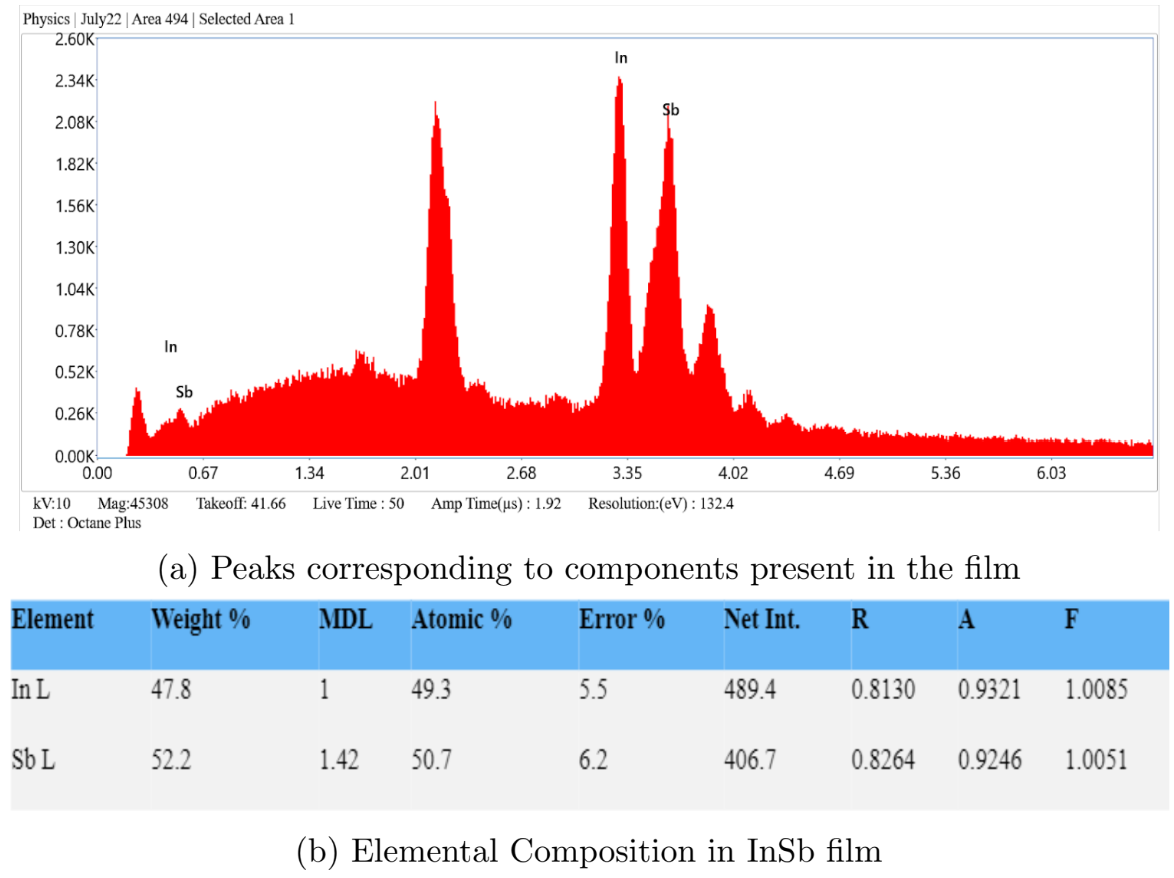 Physics | July22 | Area 494 | Selected Area 1
2.60K
2.34K
2.08K
1.82K
1.56K
1.30K
1.04K
0.78K
0.52K
0.26K
0.00K
In
Sb
In
Sb
0.00 0.67 1.34 2.01 2.68 3.35 4.02 4.69 5.36 6.03
kV:10 Mag:45308 Takeoff: 41.66 Live Time : 50 Amp Time(µs) : 1.92 Resolution:(eV) : 132.4
Det : Octane Plus
(a) Peaks corresponding to components present in the film
Element Weight % MDL Atomic % Error % Net Int. R A F
In L 47.8 1 49.3 5.5 489.4 0.8130 0.9321 1.0085
Sb L 52.2 1.42 50.7 6.2 406.7 0.8264 0.9246 1.0051
(b) Elemental Composition in InSb film